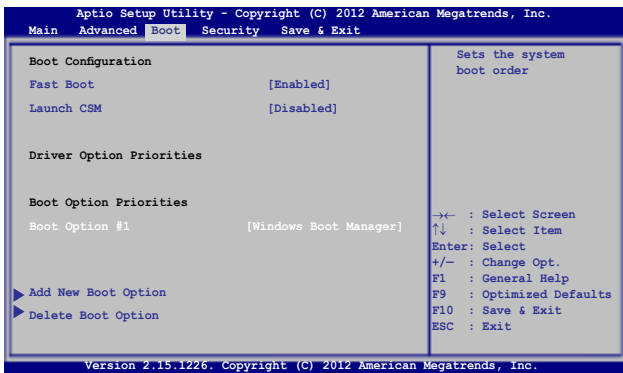 Aptio Setup Utility - Copyright (C) 2012 American Megatrends, Inc.
Main Advanced Boot Security Save & Exit
Boot Configuration
Fast Boot [Enabled]
Launch CSM [Disabled]
Driver Option Priorities
Boot Option Priorities
Boot Option #1 [Windows Boot Manager]
Add New Boot Option
Delete Boot Option
Sets the system
boot order
→← : Select Screen
↑↓ : Select Item
Enter: Select
+/— : Change Opt.
F1 : General Help
F9 : Optimized Defaults
F10 : Save & Exit
ESC : Exit
Version 2.15.1226. Copyright (C) 2012 American Megatrends, Inc.